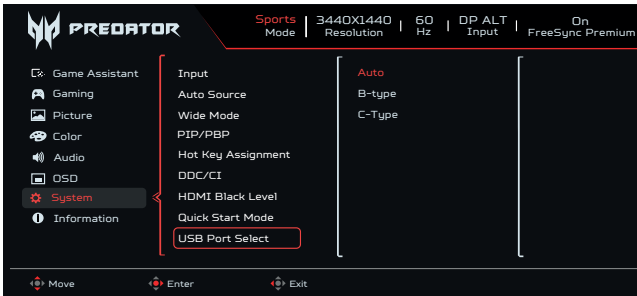 PREDATOR
Sports Mode
3440X1440 Resolution
60 Hz
DP ALT Input
On FreeSync Premium
Game Assistant
Gaming
Picture
Color
Audio
OSD
System
Information
Input
Auto Source
Wide Mode
PIP/PBP
Hot Key Assignment
DDC/CI
HDMI Black Level
Quick Start Mode
USB Port Select
Auto
B-type
C-Type
Move
Enter
Exit